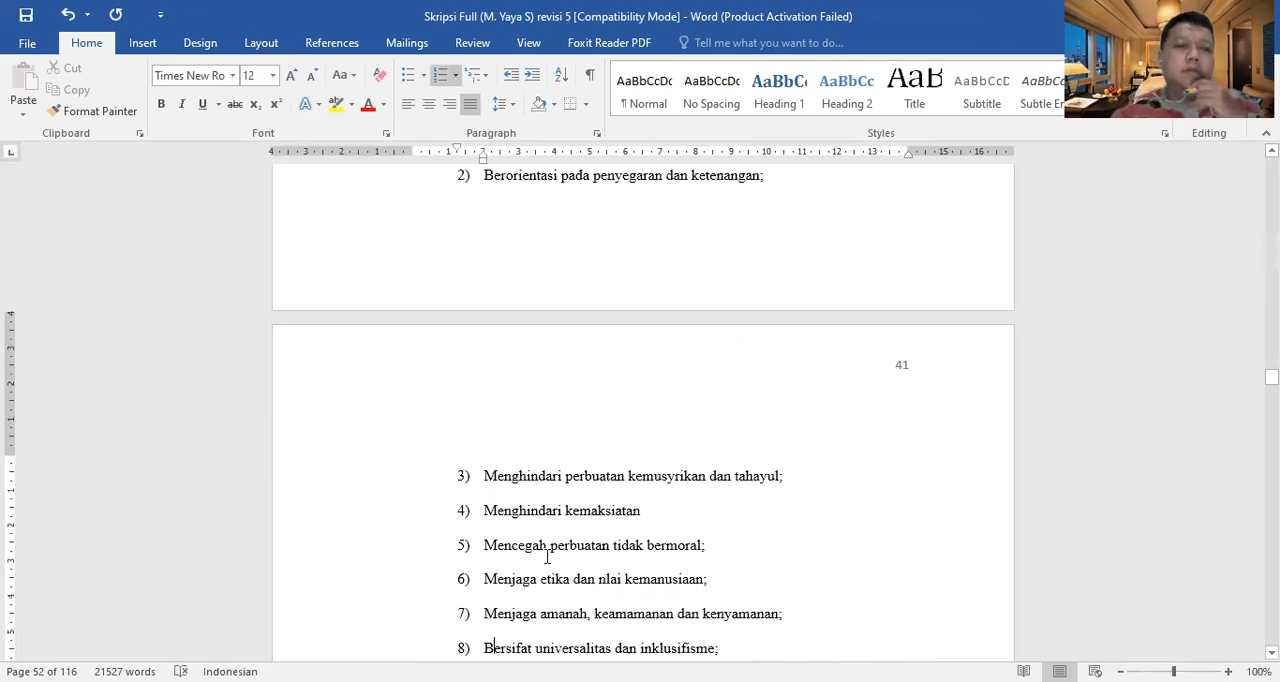 Skripsi Full (M. Yaya S) revisi 5 [Compatibility Mode] - Word (Product Activation Failed)
File Home Insert Design Layout References Mailings Review View Foxit Reader PDF Tell me what you want to do...
Paste Cut Copy Format Painter
Times New Ro 12
AaBbCcDc AaBbCcDc AaBbCc AaBbCcD AaB AaBbCcD AaBbCcD
¶ Normal No Spacing Heading 1 Heading 2 Title Subtitle Subtle Em
Clipboard Font Paragraph Styles Editing
2) Berorientasi pada penyegaran dan ketenangan;
41
3) Menghindari perbuatan kemusyrikan dan tahayul;
4) Menghindari kemaksiatan
5) Mencegah perbuatan tidak bermoral;
6) Menjaga etika dan nlai kemanusiaan;
7) Menjaga amanah, keamamanan dan kenyamanan;
8) Bersifat universalitas dan inklusifisme;
Page 52 of 116 21527 words Indonesian 100%